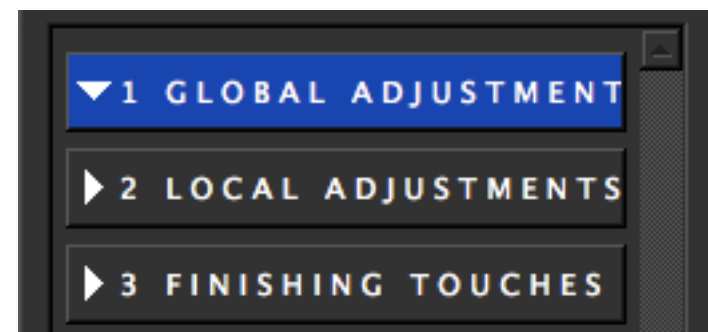 1 GLOBAL ADJUSTMENT
2 LOCAL ADJUSTMENTS
3 FINISHING TOUCHES